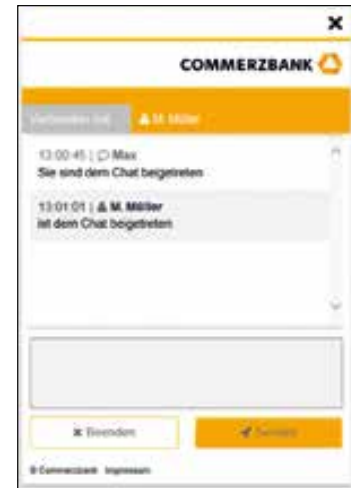 COMMERZBANK
Verbunden mit M. Müller
13:00:45 | Max
Sie sind dem Chat beigetreten
13:01:01 | M. Müller
ist dem Chat beigetreten
Beenden Senden
© Commerzbank Impressum